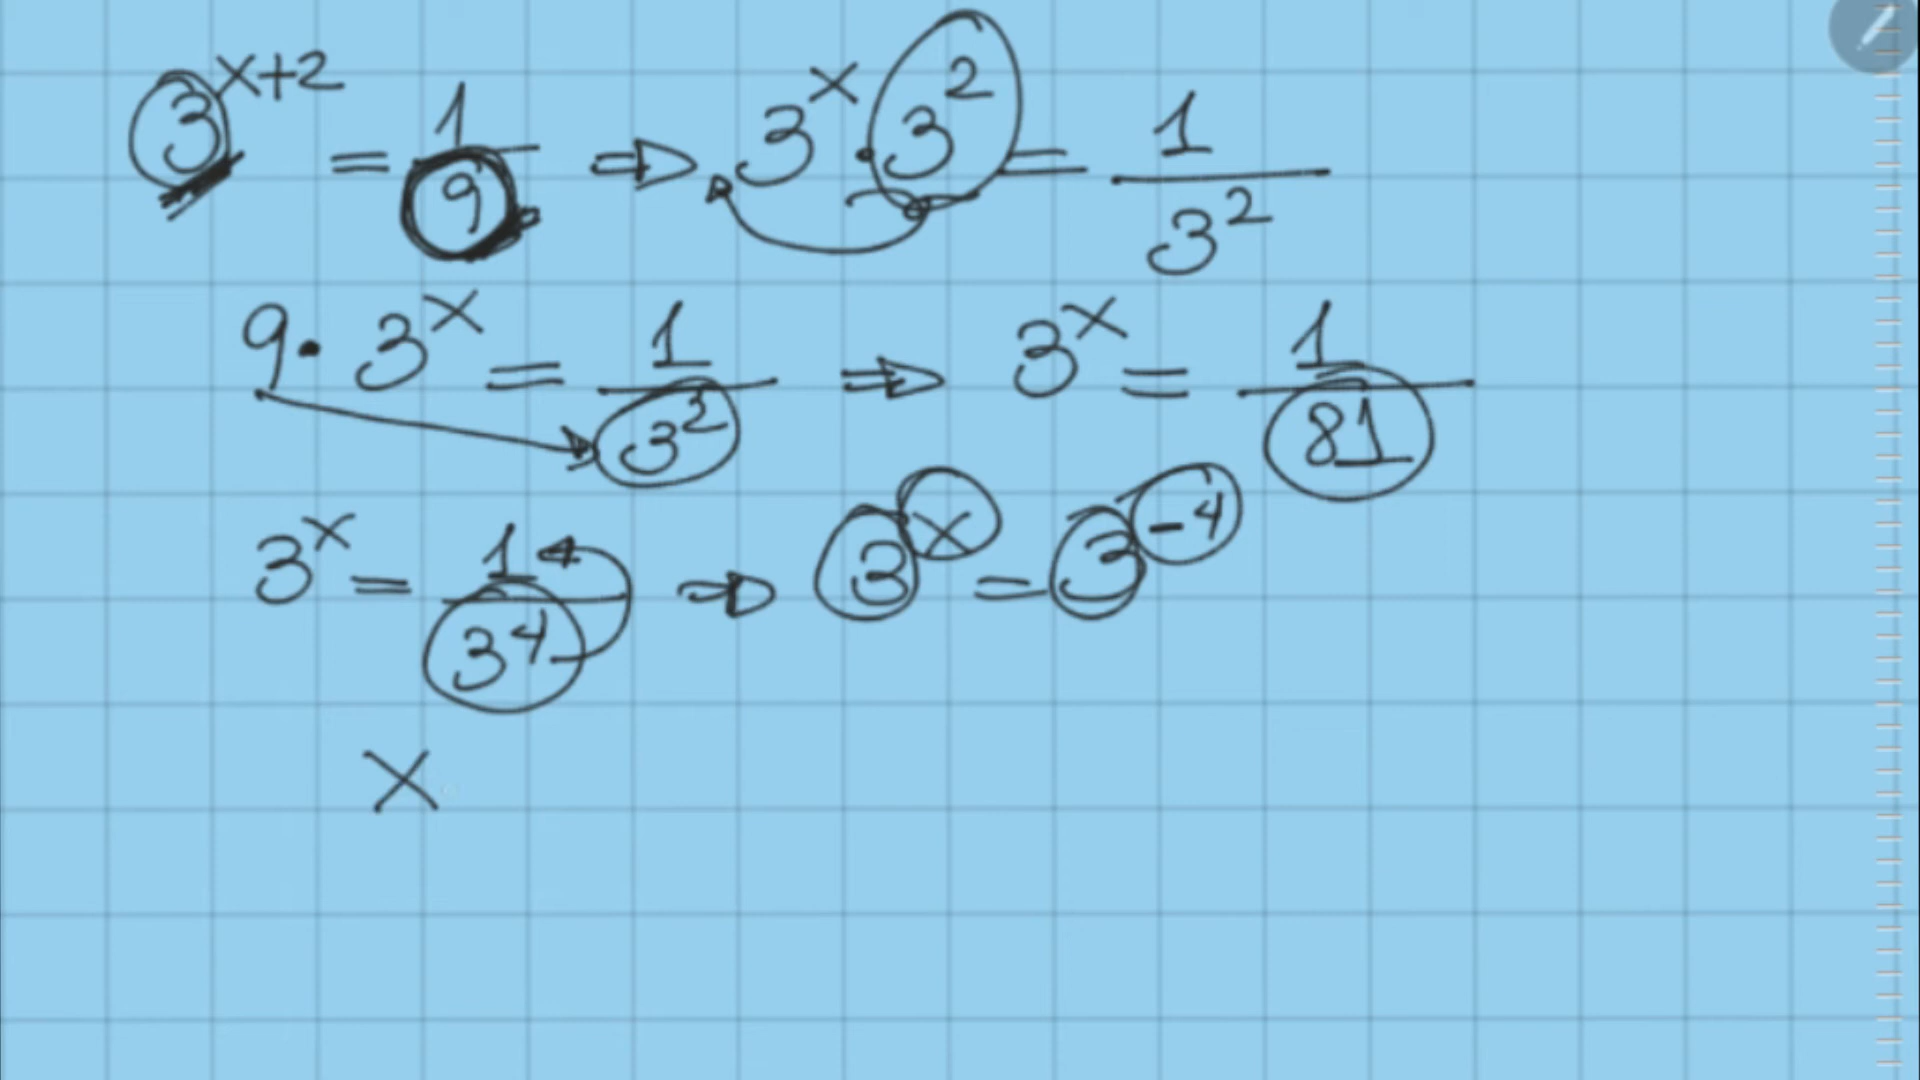 3^(x+2) = 1/9 ⇒ 3^x · 3^2 = 1/3^2
9 · 3^x = 1/3^2 ⇒ 3^x = 1/81
3^x = 1/3^4 ⇒ 3^x = 3^-4
x